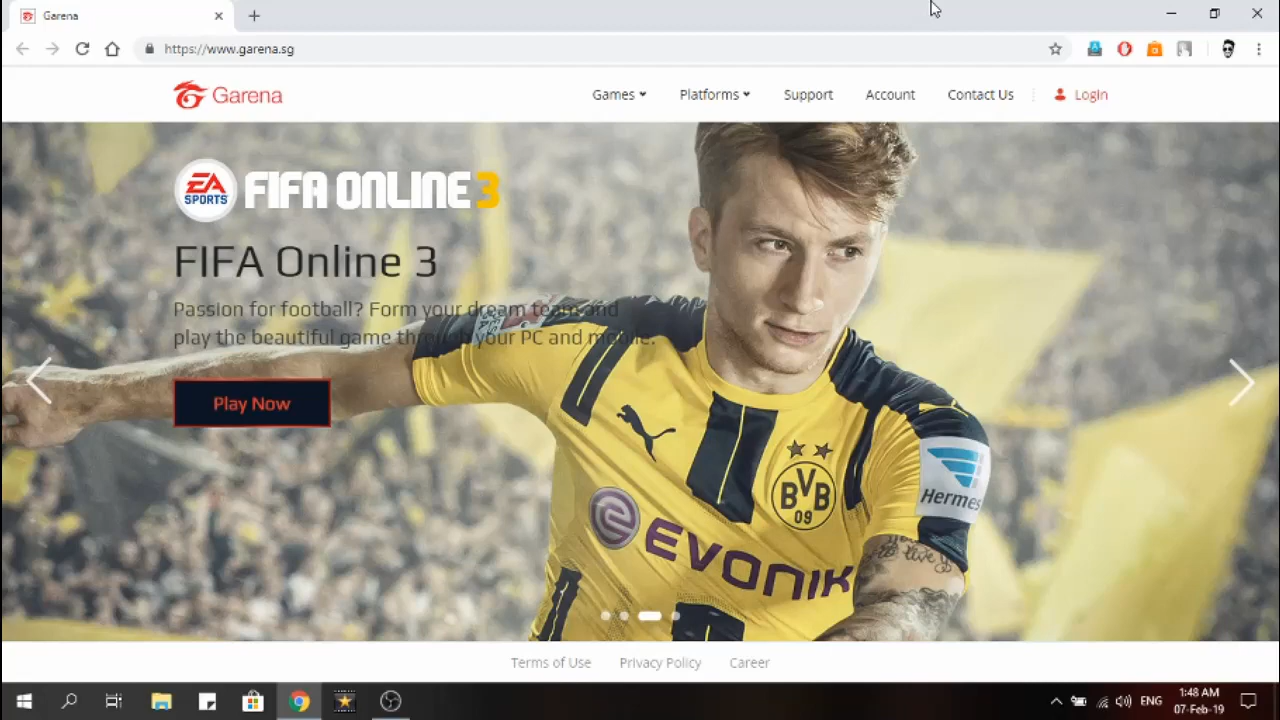 Garena
https://www.garena.sg
Garena
Games
Platforms
Support
Account
Contact Us
Login
EA
SPORTS
FIFA ONLINE 3
FIFA Online 3
Passion for football? Form your dream team and
play the beautiful game through your PC and mobile.
Play Now
BVB
09
Hermes
EVONIK
Terms of Use
Privacy Policy
Career
ENG
1:48 AM
07-Feb-19